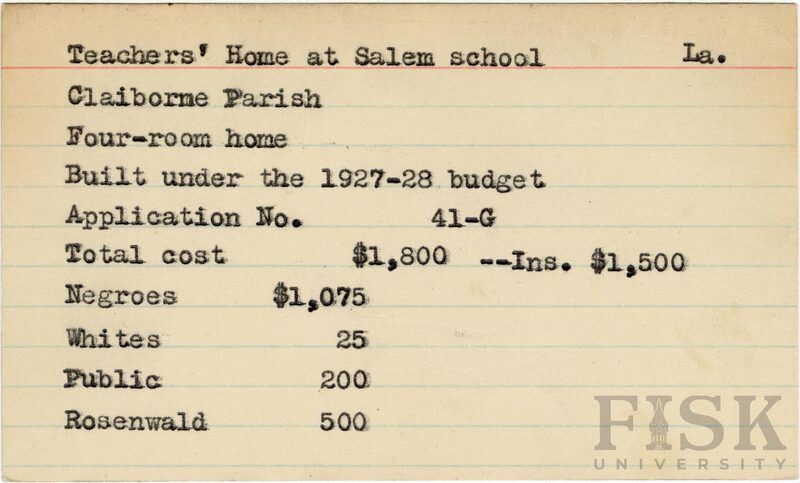 Teachers' Home at Salem school La.
Claiborne Parish
Four-room home
Built under the 1927-28 budget
Application No. 41-G
Total cost $1,800 --Ins. $1,500
Negroes $1,075
Whites 25
Public 200
Rosenwald 500
FISK
UNIVERSITY